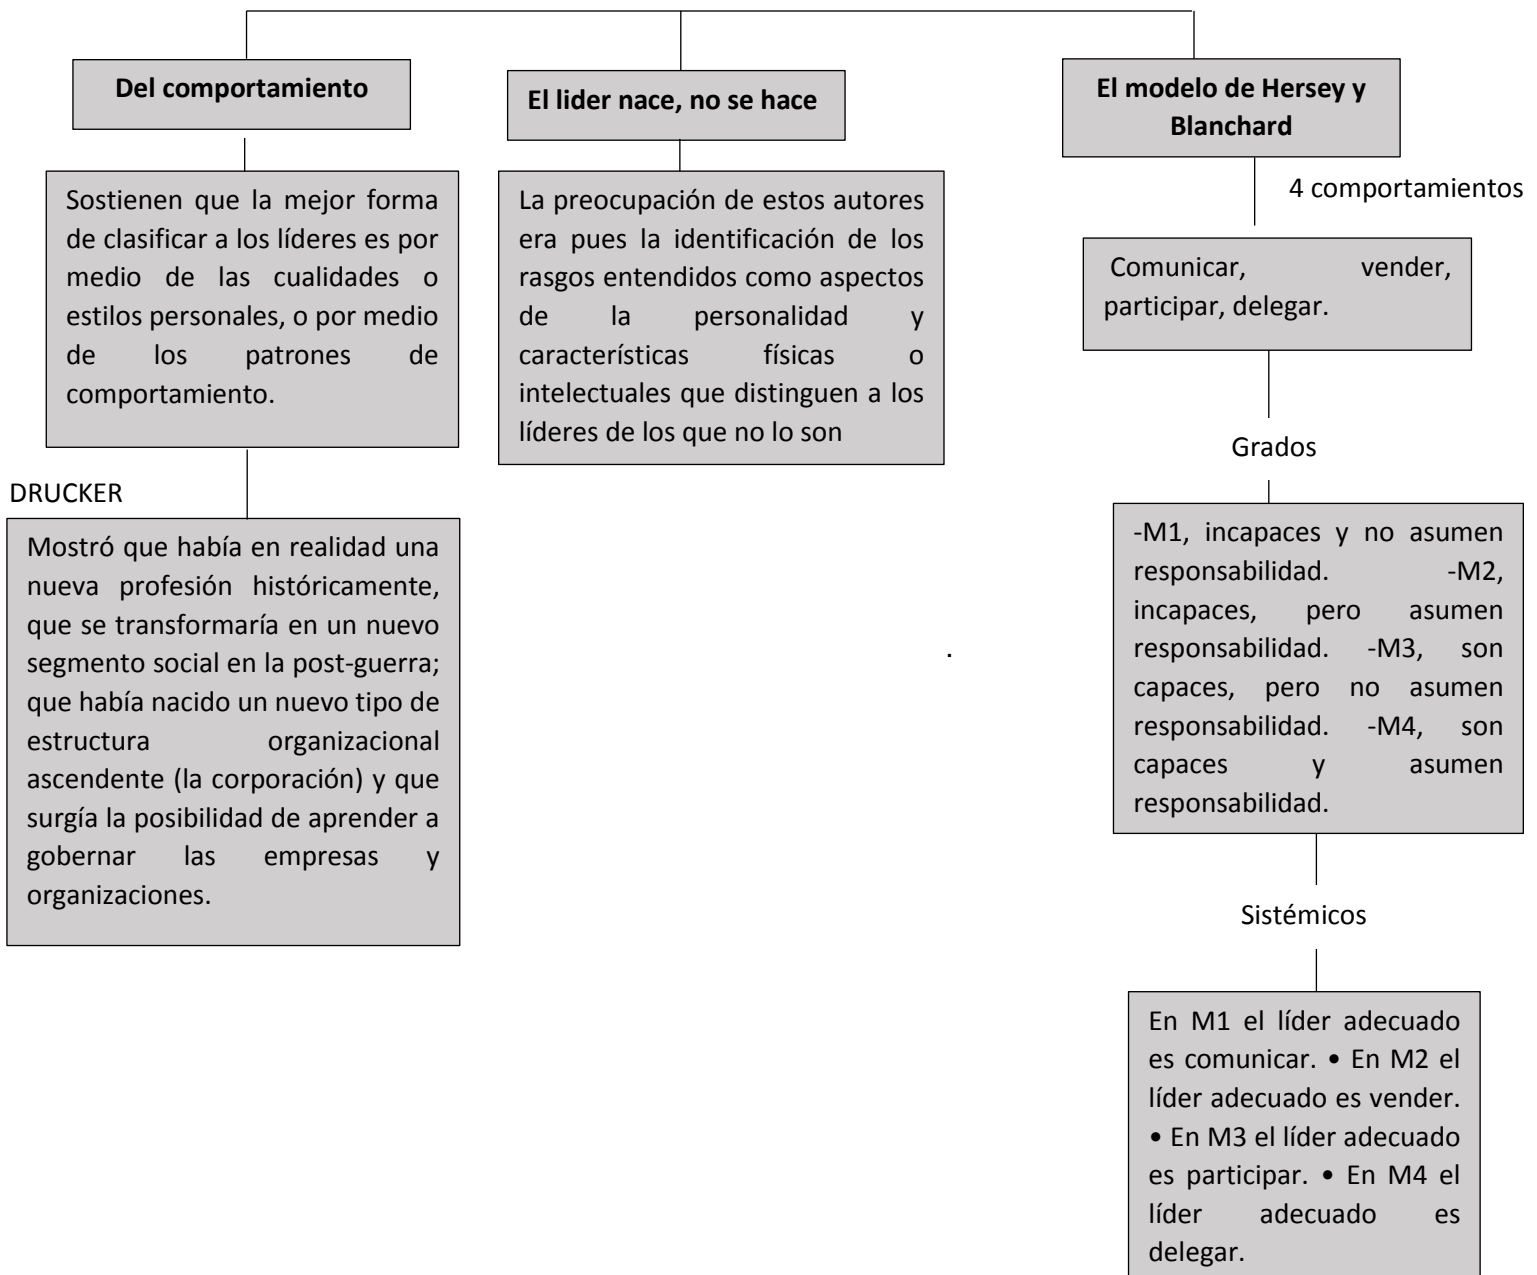 Del comportamiento
Sostienen que la mejor forma
de clasificar a los líderes es por
medio de las cualidades o
estilos personales, o por medio
de los patrones de
comportamiento.
DRUCKER
Mostró que había en realidad una
nueva profesión históricamente,
que se transformaría en un nuevo
segmento social en la post-guerra;
que había nacido un nuevo tipo de
estructura organizacional
ascendente (la corporación) y que
surgía la posibilidad de aprender a
gobernar las empresas y
organizaciones.
El lider nace, no se hace
La preocupación de estos autores
era pues la identificación de los
rasgos entendidos como aspectos
de la personalidad y
características físicas o
intelectuales que distinguen a los
líderes de los que no lo son
.
El modelo de Hersey y
Blanchard
4 comportamientos
Comunicar, vender,
participar, delegar.
Grados
-M1, incapaces y no asumen
responsabilidad. -M2,
incapaces, pero asumen
responsabilidad. -M3, son
capaces, pero no asumen
responsabilidad. -M4, son
capaces y asumen
responsabilidad.
Sistémicos
En M1 el líder adecuado
es comunicar. • En M2 el
líder adecuado es vender.
• En M3 el líder adecuado
es participar. • En M4 el
líder adecuado es
delegar.